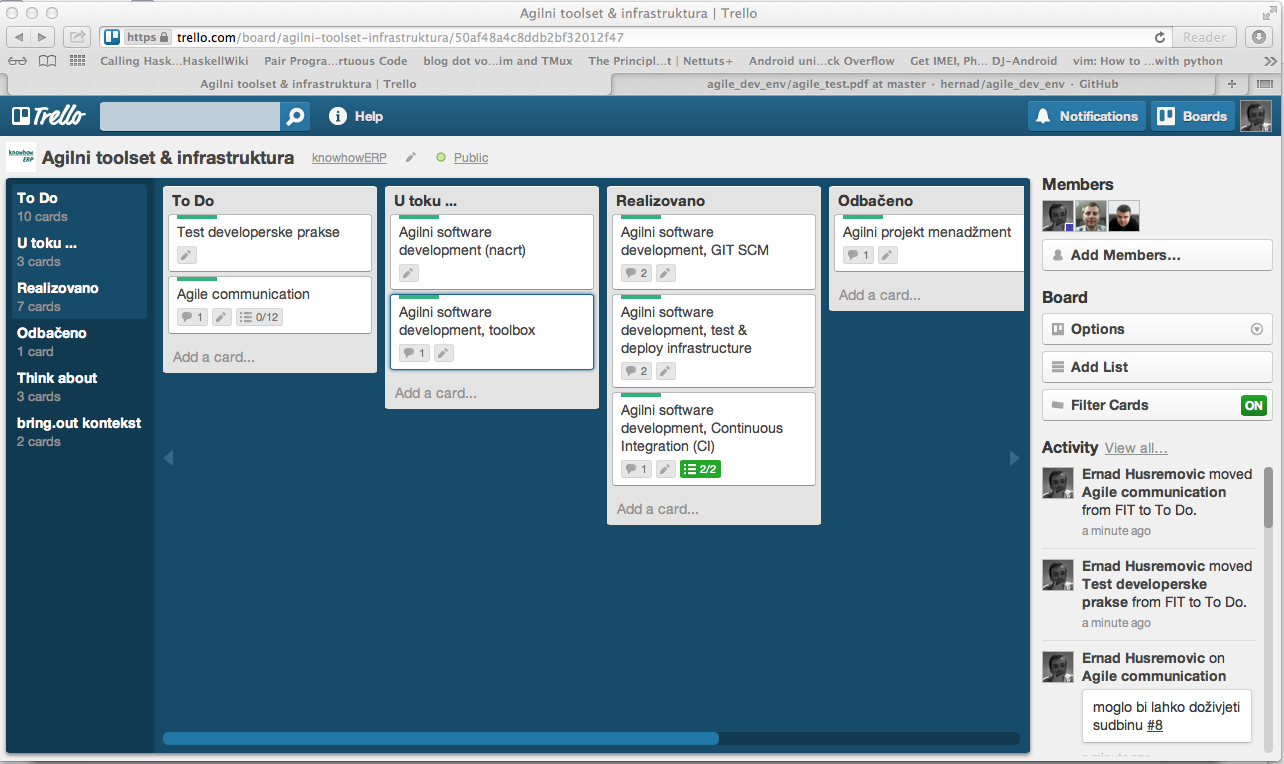 Agilni toolset & infrastruktura | Trello
https trello.com/board/agilni-toolset-infrastruktura/50af48a4c8ddb2bf32012f47
Reader
Calling Hask...HaskellWiki Pair Progra...rtuous Code blog dot vo...im and TMux The Principl...t | Nettuts+ Android uni...ck Overflow Get IMEI, Ph... DJ-Android vim: How to ...with python
Agilni toolset & infrastruktura | Trello
agile_dev_env/agile_test.pdf at master · hernad/agile_dev_env · GitHub
Trello
Help
Notifications
Boards
knowhow
ERP
Agilni toolset & infrastruktura
knowhowERP
Public
To Do
10 cards
U toku ...
3 cards
Realizovano
7 cards
Odbačeno
1 card
Think about
3 cards
bring.out kontekst
2 cards
To Do
Test developerske prakse
Agile communication
1
0/12
Add a card...
U toku ...
Agilni software
development (nacrt)
Agilni software
development, toolbox
1
Add a card...
Realizovano
Agilni software
development, GIT SCM
2
Agilni software
development, test &
deploy infrastructure
2
Agilni software
development, Continuous
Integration (CI)
1
2/2
Add a card...
Odbačeno
Agilni projekt menadžment
1
Add a card...
Members
Add Members...
Board
Options
Add List
Filter Cards
ON
Activity View all...
Ernad Husremovic moved
Agile communication
from FIT to To Do.
a minute ago
Ernad Husremovic moved
Test developerske
prakse from FIT to To Do.
a minute ago
Ernad Husremovic on
Agile communication
moglo bi lahko doživjeti
sudbinu #8